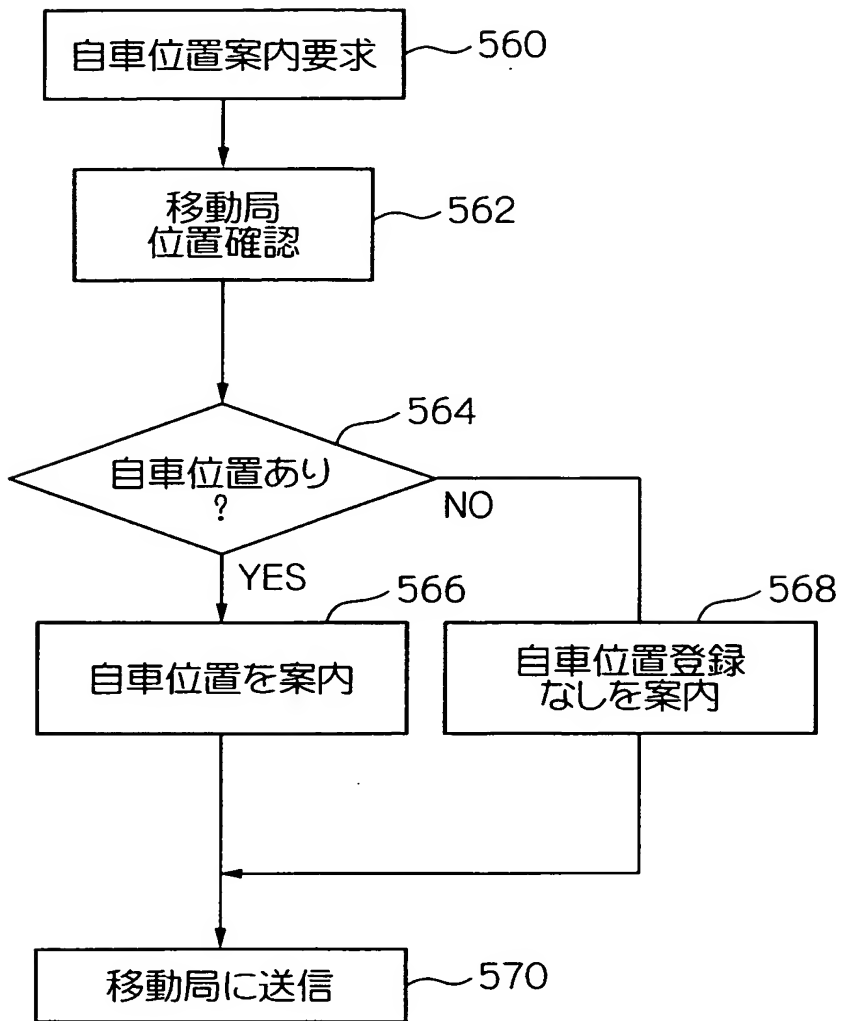 自車位置案内要求
560
移動局
位置確認
562
564
自車位置あり
?
NO
YES
566
自車位置を案内
568
自車位置登録
なしを案内
移動局に送信
570